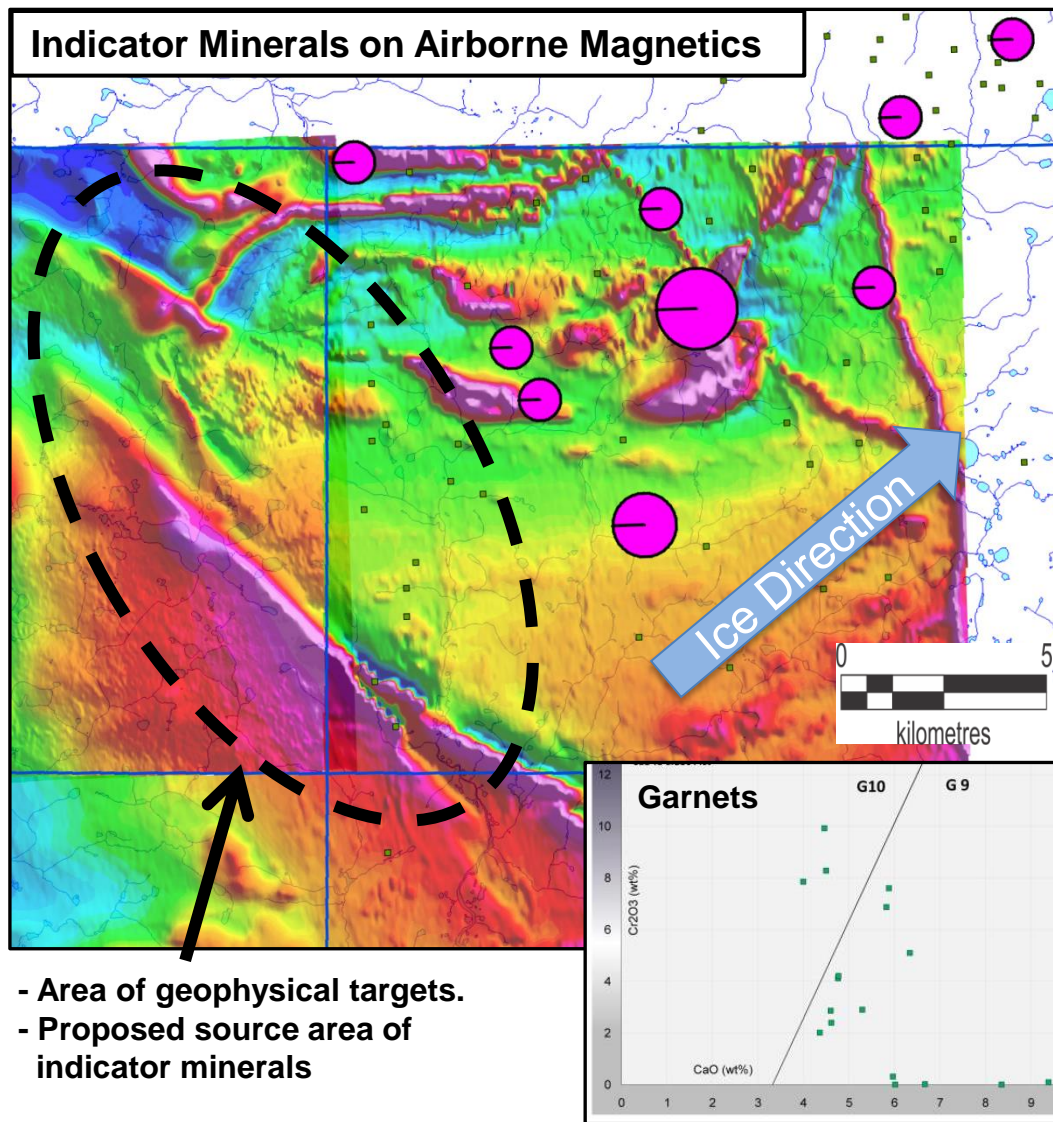 Indicator Minerals on Airborne Magnetics
Ice Direction
0 5
kilometres
Garnets
G10 G 9
12
10
8
6
4
2
0
Cr2O3 (wt%)
CaO (wt%)
0 1 2 3 4 5 6 7 8 9
- Area of geophysical targets.
- Proposed source area of
indicator minerals